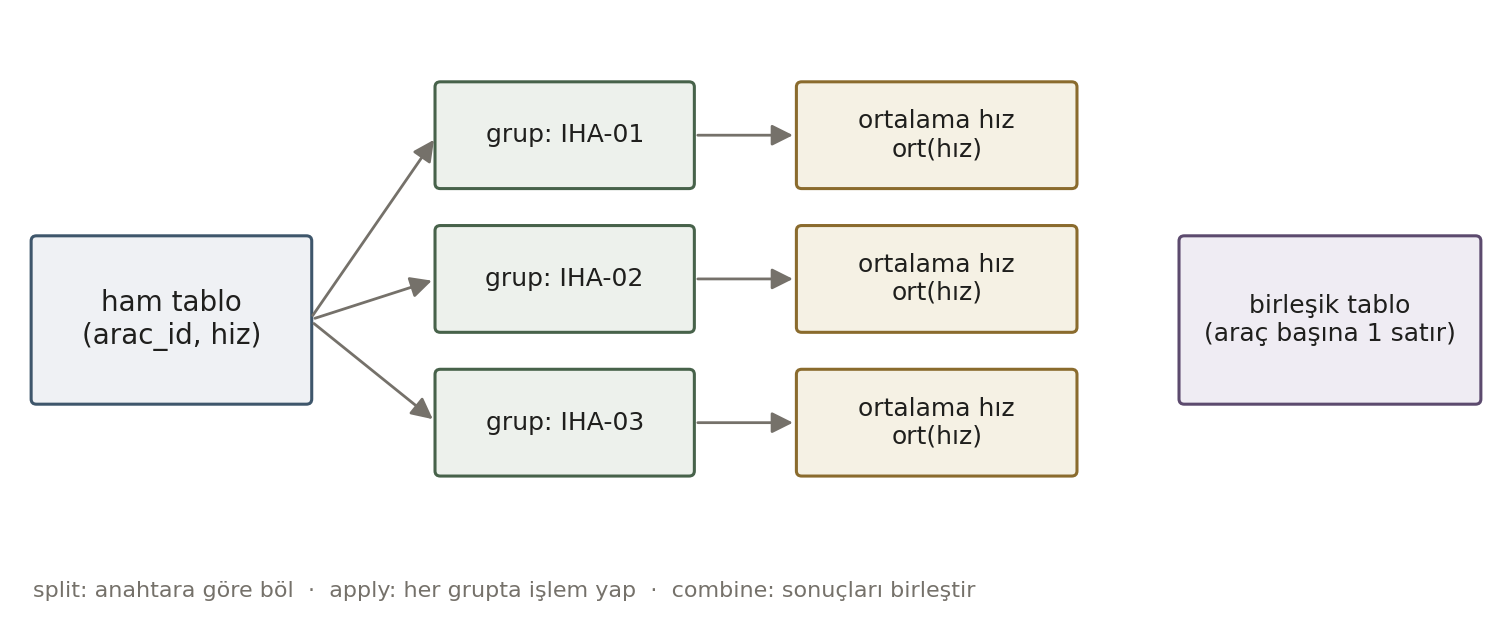 ham tablo
(arac_id, hiz)
grup: IHA-01
ortalama hız
ort(hız)
grup: IHA-02
ortalama hız
ort(hız)
grup: IHA-03
ortalama hız
ort(hız)
birleşik tablo
(araç başına 1 satır)
split: anahtara göre böl · apply: her grupta işlem yap · combine: sonuçları birleştir